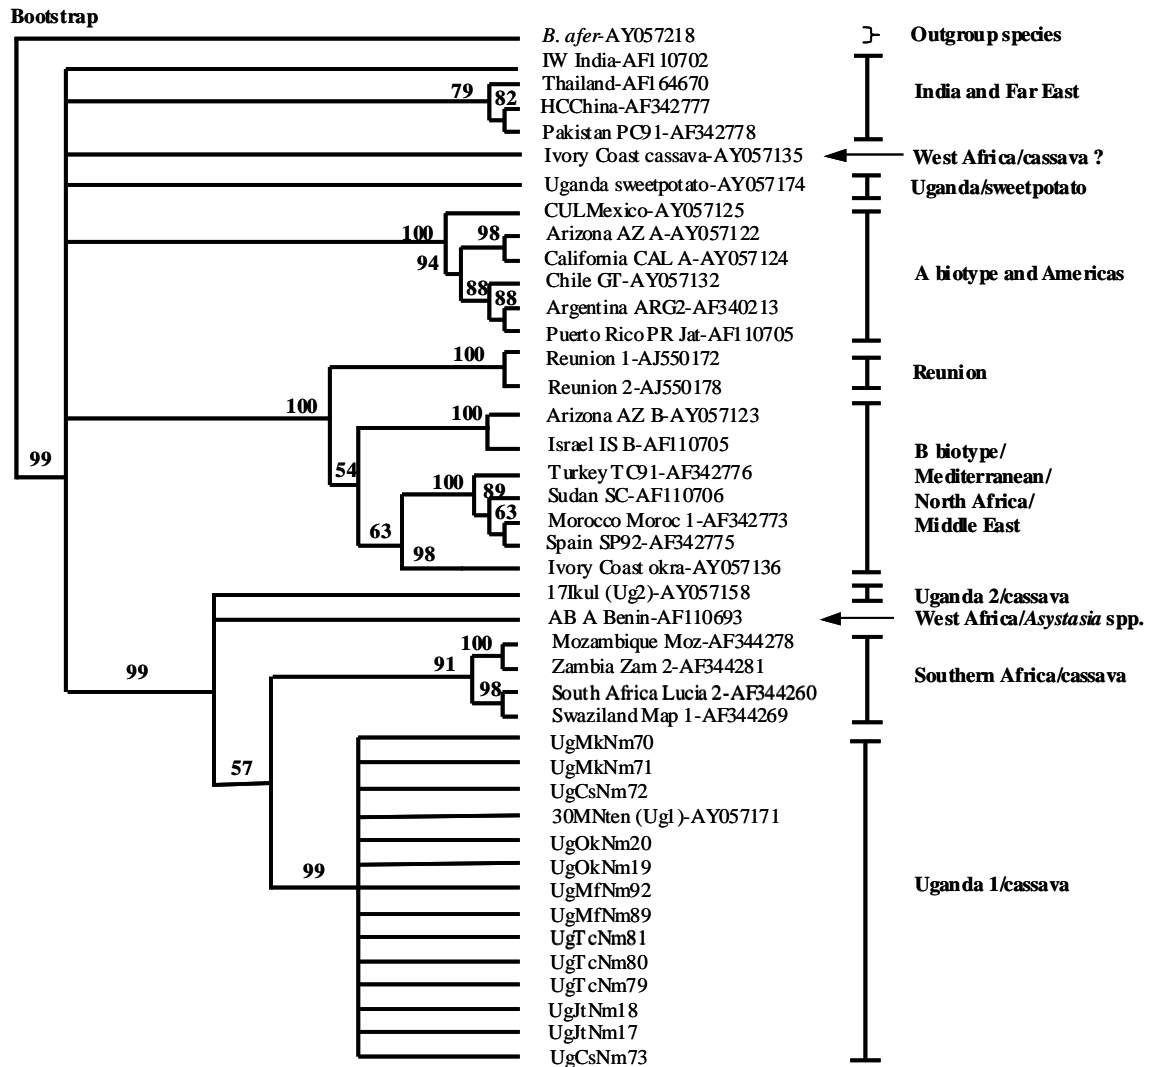 Bootstrap
B. afer-AY057218
Outgroup species
IW India-AF110702
Thailand-AF164670
79
82
HCChina-AF342777
India and Far East
Pakistan PC91-AF342778
Ivory Coast cassava-AY057135
West Africa/cassava ?
Uganda sweetpotato-AY057174
Uganda/sweetpotato
CULMexico-AY057125
100
98
Arizona AZ A-AY057122
94
California CAL A-AY057124
A biotype and Americas
Chile GT-AY057132
88
88
Argentina ARG2-AF340213
Puerto Rico PR Jat-AF110705
100
Reunion 1-AJ550172
Reunion
Reunion 2-AJ550178
100
100
Arizona AZ B-AY057123
Israel IS B-AF110705
B biotype/
Mediterranean/
North Africa/
Middle East
99
54
Turkey TC91-AF342776
100
89
Sudan SC-AF110706
63
Morocco Moroc 1-AF342773
63
Spain SP92-AF342775
98
Ivory Coast okra-AY057136
17Ikul (Ug2)-AY057158
Uganda 2/cassava
AB A Benin-AF110693
West Africa/Asystasia spp.
100
Mozambique Moz-AF344278
99
91
Zambia Zam 2-AF344281
Southern Africa/cassava
98
South Africa Lucia 2-AF344260
Swaziland Map 1-AF344269
UgMkNm70
57
UgMkNm71
UgCsNm72
30MNten (Ug1)-AY057171
UgOkNm20
99
UgOkNm19
UgMfNm92
Uganda 1/cassava
UgMfNm89
UgTcNm81
UgTcNm80
UgTcNm79
UgJtNm18
UgJtNm17
UgCsNm73